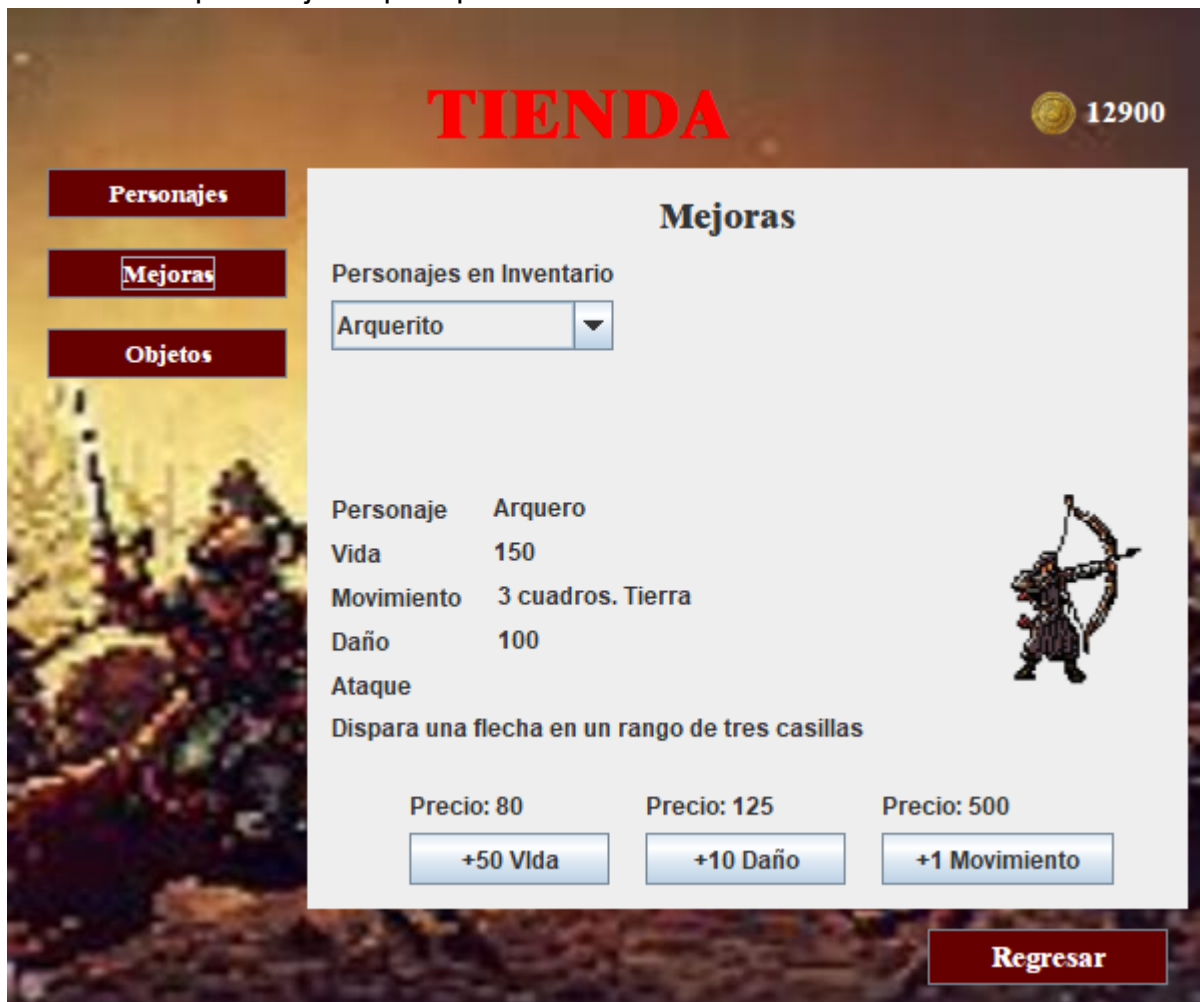 TIENDA
12900
Personajes
Mejoras
Objetos
Mejoras
Personajes en Inventario
Arquerito
Personaje Arquero
Vida 150
Movimiento 3 cuadros. Tierra
Daño 100
Ataque
Dispara una flecha en un rango de tres casillas
Precio: 80 Precio: 125 Precio: 500
+50 VIda +10 Daño +1 Movimiento
Regresar